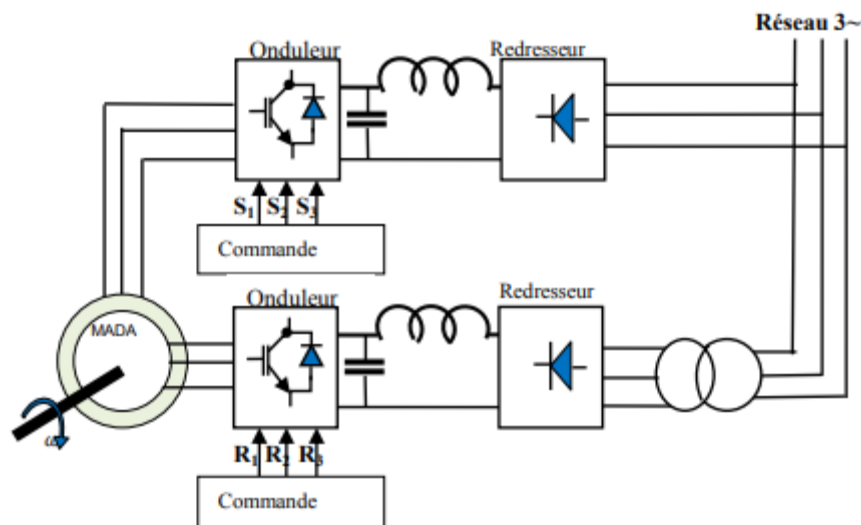 Réseau 3~
Onduleur
Redresseur
S1 S2 S3
Commande
Onduleur
Redresseur
MADA
ω
R1 R2 R3
Commande